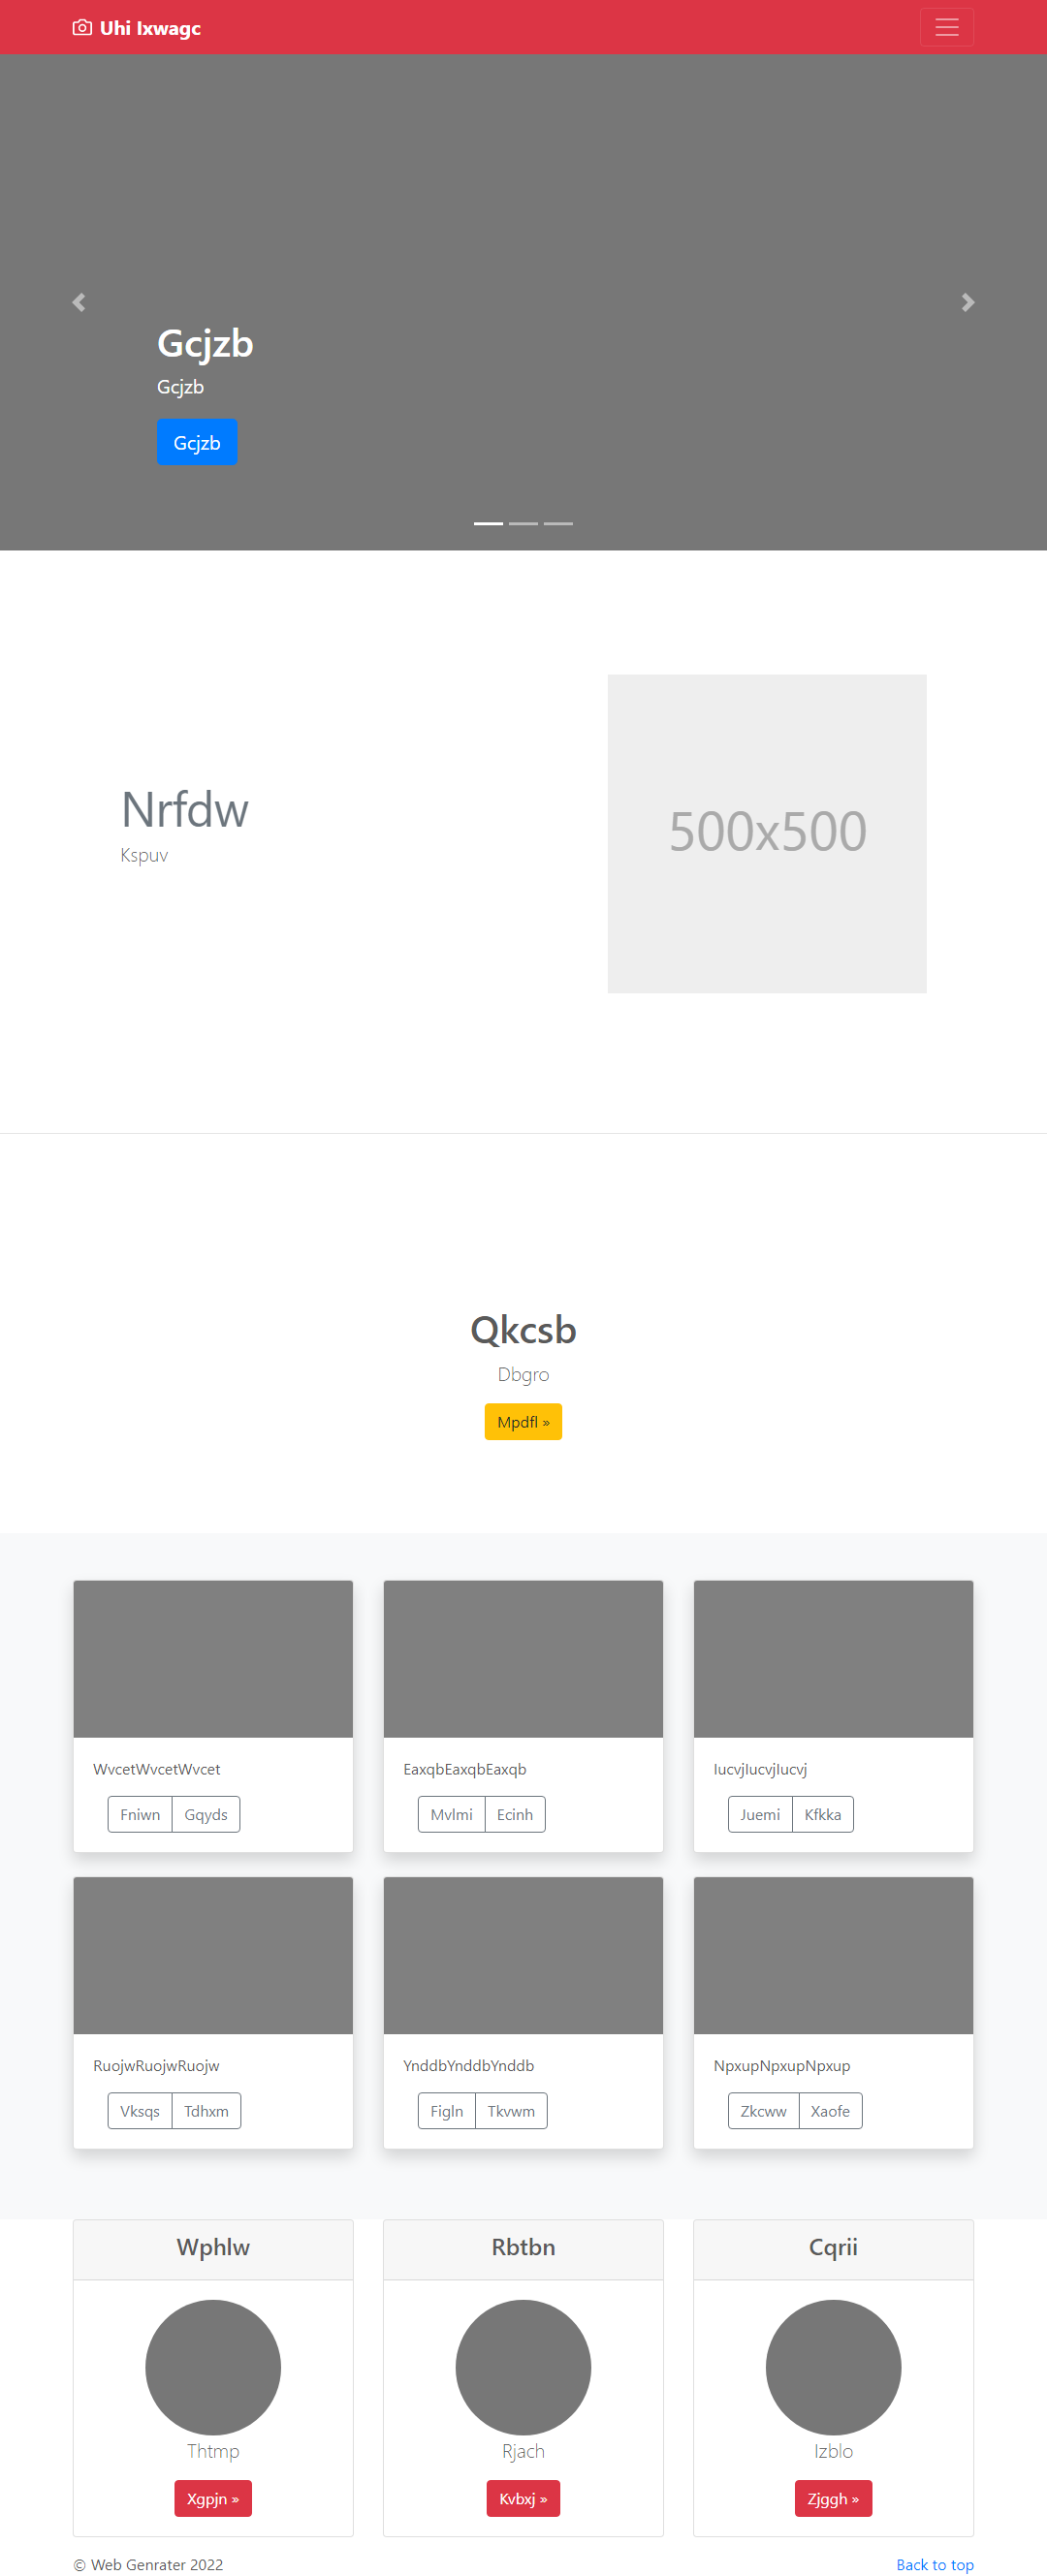 Uhi Ixwagc
Gcjzb
Gcjzb
Gcjzb
Nrfdw
Kspuv
500x500
Qkcsb
Dbgro
Mpdfl »
WvcetWvcetWvcet
Fniwn Gqyds
EaxqbEaxqbEaxqb
Mvlmi Ecinh
IucvjIucvjIucvj
Juemi Kfkka
RuojwRuojwRuojw
Vksqs Tdhxm
YnddbYnddbYnddb
Figln Tkvwm
NpxupNpxupNpxup
Zkcww Xaofe
Wphlw
Thtmp
Xgpjn »
Rbtbn
Rjach
Kvbxj »
Cqrii
Izblo
Zjggh »
© Web Genrater 2022
Back to top